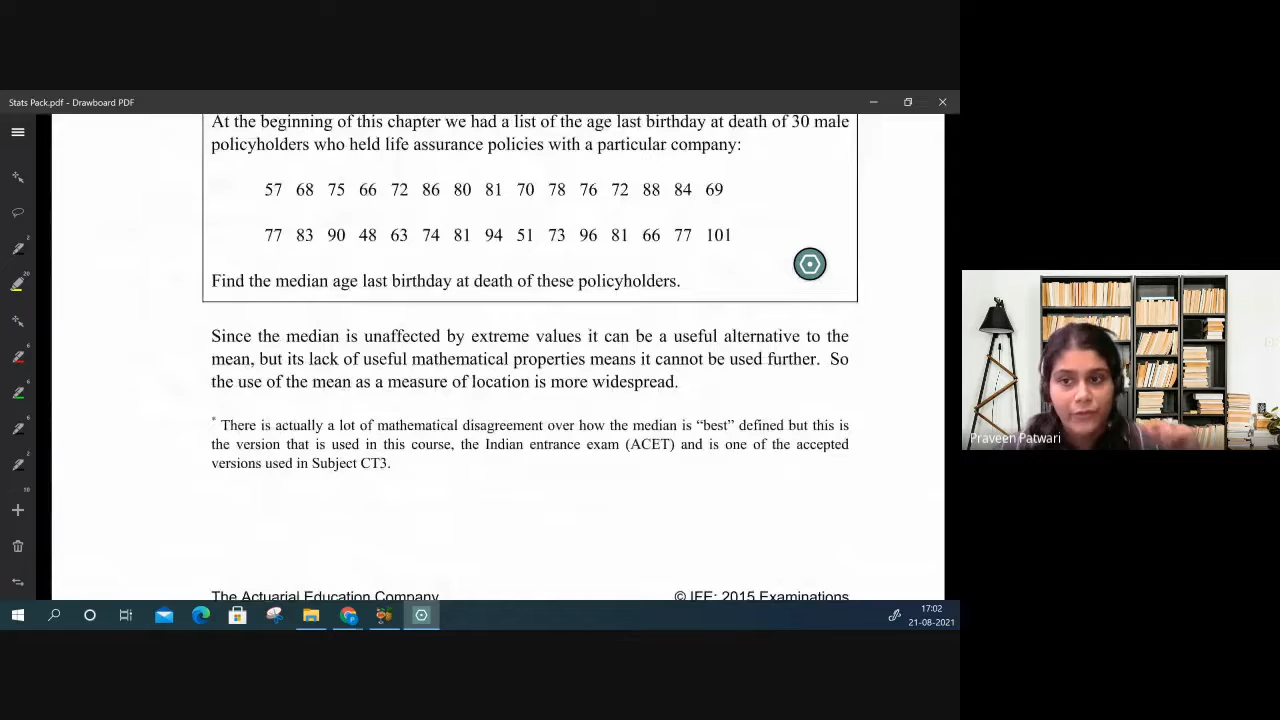 Stats Pack.pdf - Drawboard PDF
At the beginning of this chapter we had a list of the age last birthday at death of 30 male
policyholders who held life assurance policies with a particular company:
57 68 75 66 72 86 80 81 70 78 76 72 88 84 69
77 83 90 48 63 74 81 94 51 73 96 81 66 77 101
Find the median age last birthday at death of these policyholders.
Since the median is unaffected by extreme values it can be a useful alternative to the
mean, but its lack of useful mathematical properties means it cannot be used further. So
the use of the mean as a measure of location is more widespread.
* There is actually a lot of mathematical disagreement over how the median is “best” defined but this is
the version that is used in this course, the Indian entrance exam (ACET) and is one of the accepted
versions used in Subject CT3.
The Actuarial Education Company © IFE: 2015 Examinations
2
20
6
6
6
2
10
Praveen Patwari
17:02
21-08-2021